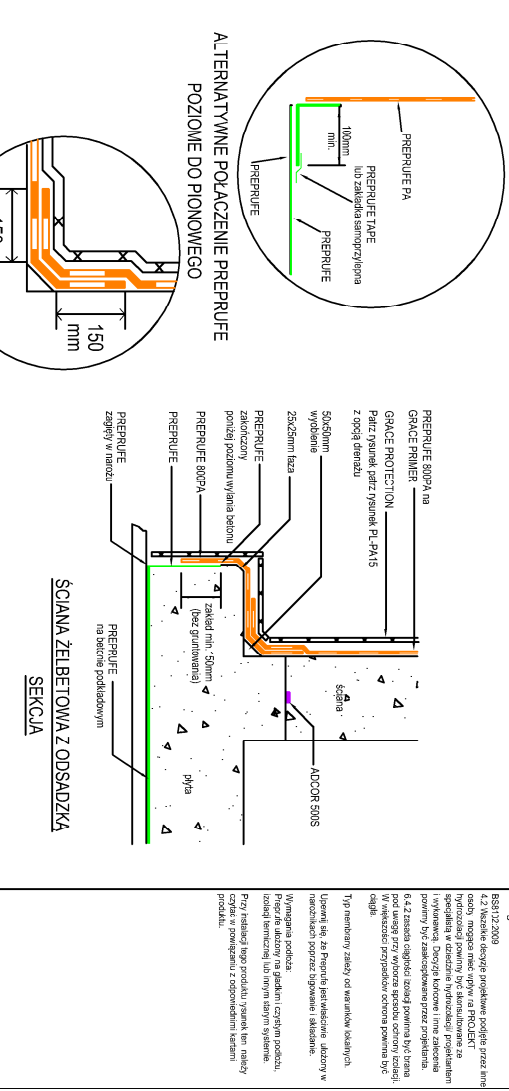 PREPRUFE PA
100mm
min.
PREPRUFE TAPE
lub zakładka samoprzylepna
PREPRUFE
PREPRUFE
ALTERNATYWNE POŁACZENIE PREPRUFE
POZIOME DO PIONOWEGO
150
mm
PREPRUFE 800PA na
GRACE PRIMER
GRACE PROTECTION
Patrz rysunek patrz rysunek PL-PA15
z opcją drenażu
50x50mm
wyoblenie
25x25mm faza
PREPRUFE
zakończony
poniżej poziomu wylania betonu
PREPRUFE 800PA
PREPRUFE
PREPRUFE
zagięty w narożu
zakład min. 150mm
(bez gruntowania)
ściana
ADCOR 500S
płyta
PREPRUFE
na betonie podkładowym
ŚCIANA ŻELBETOWA Z ODSADZKĄ
SEKCJA
BS8112:2009
4.2 Wszelkie decyzje projektowe podjęte przez inne
osoby, mogące mieć wpływ na PROJEKT
hydroizolacji powinny być skonsultowane ze
specjalistą w dziedzinie hydroizolacji projektantem
i wykonawcą. Decyzje końcowe i inne zalecenia
powinny być zaakceptowane przez projektanta.
6.4.2 zasada ciągłości izolacji powinna być brana
pod uwagę przy wyborze sposobu ochrony izolacji.
W większości przypadków ochrona powinna być
ciągła.
Typ membrany zależy od warunków lokalnych.
Upewnij się, że Preprufe jest właściwie ułożony w
narożnikach poprzez bigowanie i składanie.
Wymagania podłoża:
Preprufe ułożony na gładkim i czystym podłożu,
izolacji termicznej lub innym starym systemie.
Przy instalacji tego produktu rysunek ten należy
czytać w powiązaniu z odpowiednimi kartami
produktu.